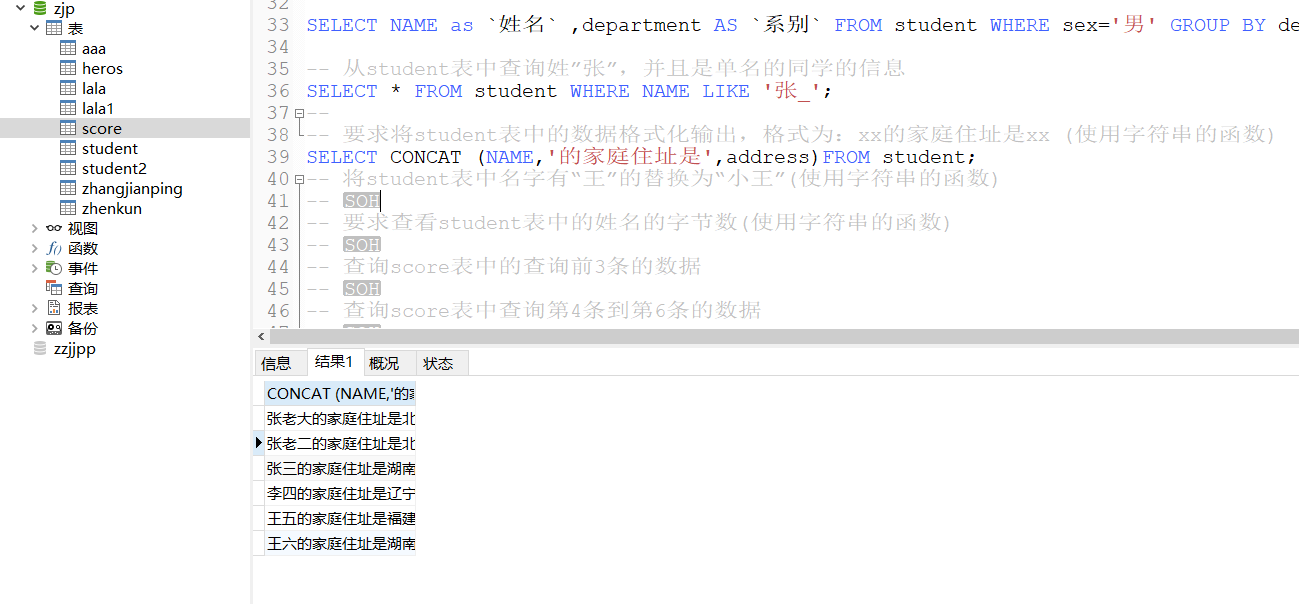 zjp
表
aaa
heros
lala
lala1
score
student
student2
zhangjianping
zhenkun
视图
函数
事件
查询
报表
备份
zzjjpp
32
33 SELECT NAME as `姓名` ,department AS `系别` FROM student WHERE sex='男' GROUP BY de
34
35 -- 从student表中查询姓”张”，并且是单名的同学的信息
36 SELECT * FROM student WHERE NAME LIKE '张_';
37 --
38 -- 要求将student表中的数据格式化输出，格式为：xx的家庭住址是xx (使用字符串的函数)
39 SELECT CONCAT (NAME,'的家庭住址是',address)FROM student;
40 -- 将student表中名字有“王”的替换为“小王”(使用字符串的函数)
41 -- SOH
42 -- 要求查看student表中的姓名的字节数(使用字符串的函数)
43 -- SOH
44 -- 查询score表中的查询前3条的数据
45 -- SOH
46 -- 查询score表中查询第4条到第6条的数据
信息 结果1 概况 状态
CONCAT (NAME,'的
张老大的家庭住址是北
张老二的家庭住址是北
张三的家庭住址是湖南
李四的家庭住址是辽宁
王五的家庭住址是福建
王六的家庭住址是湖南